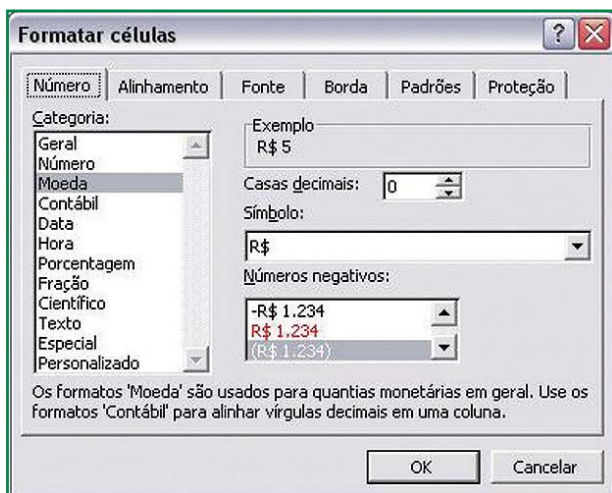 Formatar células
Número Alinhamento Fonte Borda Padrões Proteção
Categoria:
Geral
Número
Moeda
Contábil
Data
Hora
Porcentagem
Fração
Científico
Texto
Especial
Personalizado
Exemplo
R$ 5
Casas decimais: 0
Símbolo:
R$
Números negativos:
-R$ 1.234
R$ 1.234
(R$ 1.234)
Os formatos 'Moeda' são usados para quantias monetárias em geral. Use os
formatos 'Contábil' para alinhar vírgulas decimais em uma coluna.
OK Cancelar